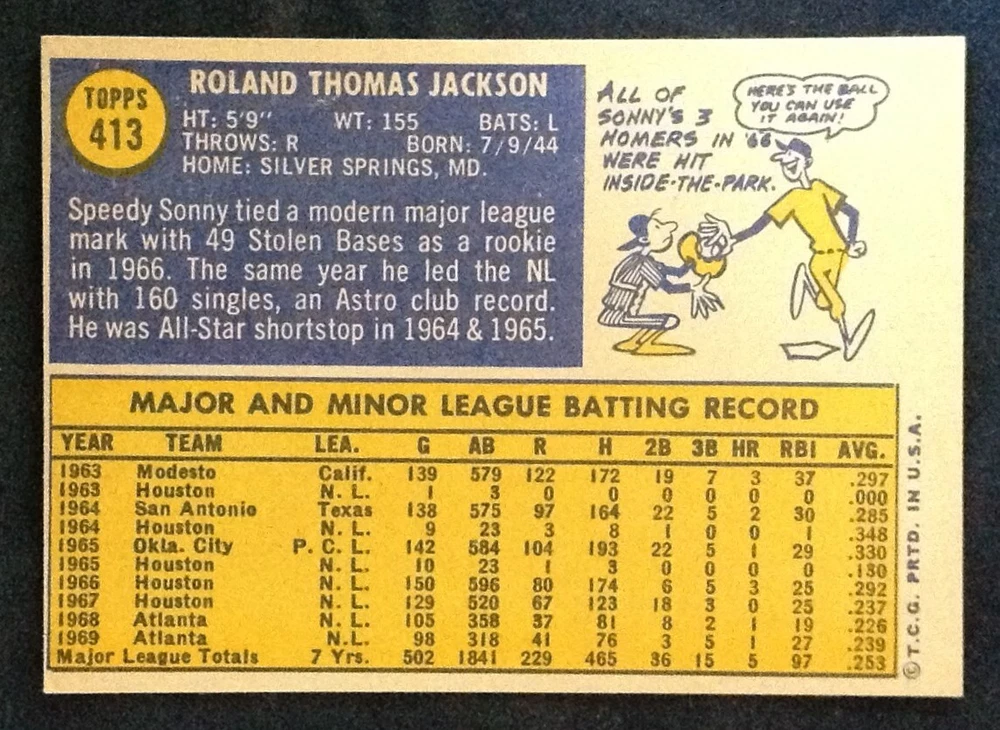 TOPPS
413
ROLAND THOMAS JACKSON
HT: 5'9" WT: 155 BATS: L
THROWS: R BORN: 7/9/44
HOME: SILVER SPRINGS, MD.
Speedy Sonny tied a modern major league
mark with 49 Stolen Bases as a rookie
in 1966. The same year he led the NL
with 160 singles, an Astro club record.
He was All-Star shortstop in 1964 & 1965.
ALL OF
SONNY'S 3
HOMERS IN '66
WERE HIT
INSIDE-THE-PARK.
HERE'S THE BALL
YOU CAN USE
IT AGAIN!
MAJOR AND MINOR LEAGUE BATTING RECORD
YEAR TEAM LEA. G AB R H 2B 3B HR RBI AVG.
1963 Modesto Calif. 139 579 122 172 19 7 3 37 .297
1963 Houston N. L. 1 3 0 0 0 0 0 0 .000
1964 San Antonio Texas 138 575 97 164 22 5 2 30 .285
1964 Houston N. L. 9 23 3 8 1 0 0 1 .348
1965 Okla. City P. C. L. 142 584 104 193 22 5 1 29 .330
1965 Houston N. L. 10 23 1 3 0 0 0 0 .130
1966 Houston N. L. 150 596 80 174 6 5 3 25 .292
1967 Houston N. L. 129 520 67 123 18 3 0 25 .237
1968 Atlanta N. L. 105 358 37 81 8 2 1 19 .226
1969 Atlanta N.L. 98 318 41 76 3 5 1 27 .239
Major League Totals 7 Yrs. 502 1841 229 465 36 15 5 97 .253
©T.C.G. PRTD. IN U.S.A.